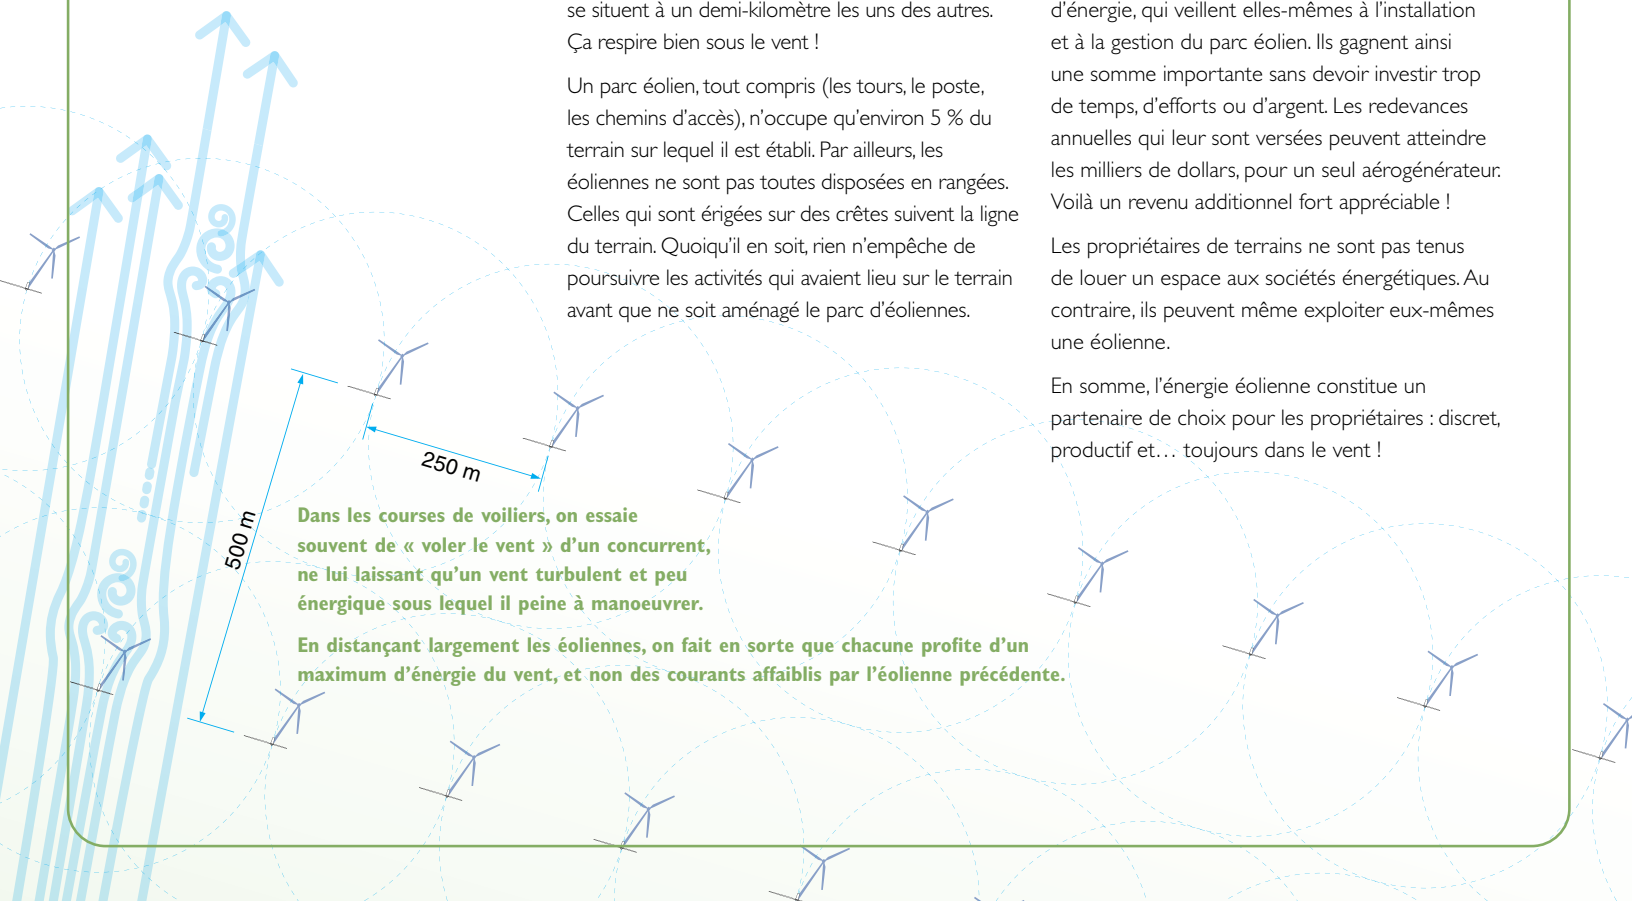 se situent à un demi-kilomètre les uns des autres.
Ça respire bien sous le vent !
Un parc éolien, tout compris (les tours, le poste,
les chemins d’accès), n’occupe qu’environ 5 % du
terrain sur lequel il est établi. Par ailleurs, les
éoliennes ne sont pas toutes disposées en rangées.
Celles qui sont érigées sur des crêtes suivent la ligne
du terrain. Quoiqu’il en soit, rien n’empêche de
poursuivre les activités qui avaient lieu sur le terrain
avant que ne soit aménagé le parc d’éoliennes.
d’énergie, qui veillent elles-mêmes à l’installation
et à la gestion du parc éolien. Ils gagnent ainsi
une somme importante sans devoir investir trop
de temps, d’efforts ou d’argent. Les redevances
annuelles qui leur sont versées peuvent atteindre
les milliers de dollars, pour un seul aérogénérateur.
Voilà un revenu additionnel fort appréciable !
Les propriétaires de terrains ne sont pas tenus
de louer un espace aux sociétés énergétiques. Au
contraire, ils peuvent même exploiter eux-mêmes
une éolienne.
En somme, l’énergie éolienne constitue un
partenaire de choix pour les propriétaires : discret,
productif et… toujours dans le vent !
250 m
500 m
Dans les courses de voiliers, on essaie
souvent de « voler le vent » d’un concurrent,
ne lui laissant qu’un vent turbulent et peu
énergique sous lequel il peine à manoeuvrer.
En distançant largement les éoliennes, on fait en sorte que chacune profite d’un
maximum d’énergie du vent, et non des courants affaiblis par l’éolienne précédente.